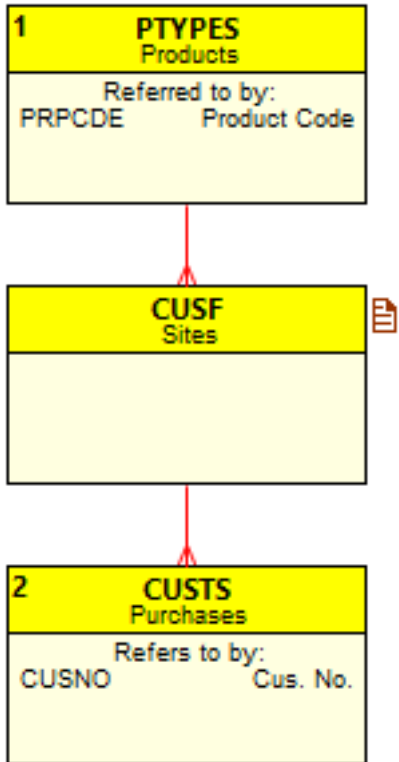 1 PTYPES
Products
Referred to by:
PRPCDE Product Code
CUSF
Sites
2 CUSTS
Purchases
Refers to by:
CUSNO Cus. No.